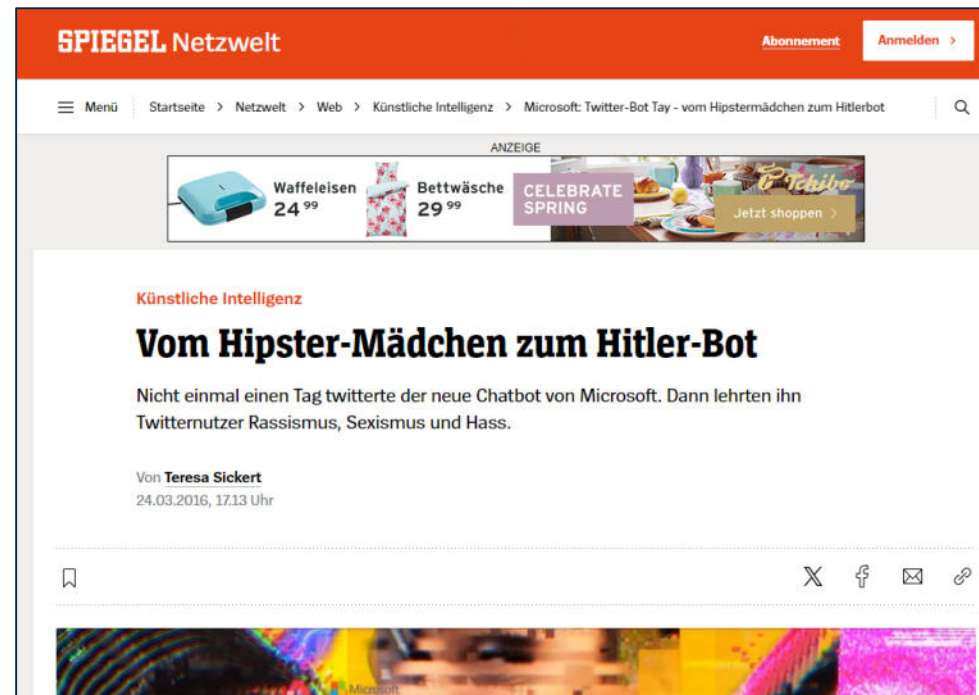 SPIEGEL Netzwelt
Abonnement
Anmelden >
Menü
Startseite > Netzwelt > Web > Künstliche Intelligenz > Microsoft: Twitter-Bot Tay - vom Hipstermädchen zum Hitlerbot
ANZEIGE
Waffeleisen
24 99
Bettwäsche
29 99
CELEBRATE
SPRING
Tchibo
Jetzt shoppen >
Künstliche Intelligenz
Vom Hipster-Mädchen zum Hitler-Bot
Nicht einmal einen Tag twitterte der neue Chatbot von Microsoft. Dann lehrten ihn
Twitternutzer Rassismus, Sexismus und Hass.
Von Teresa Sickert
24.03.2016, 17.13 Uhr
Microsoft